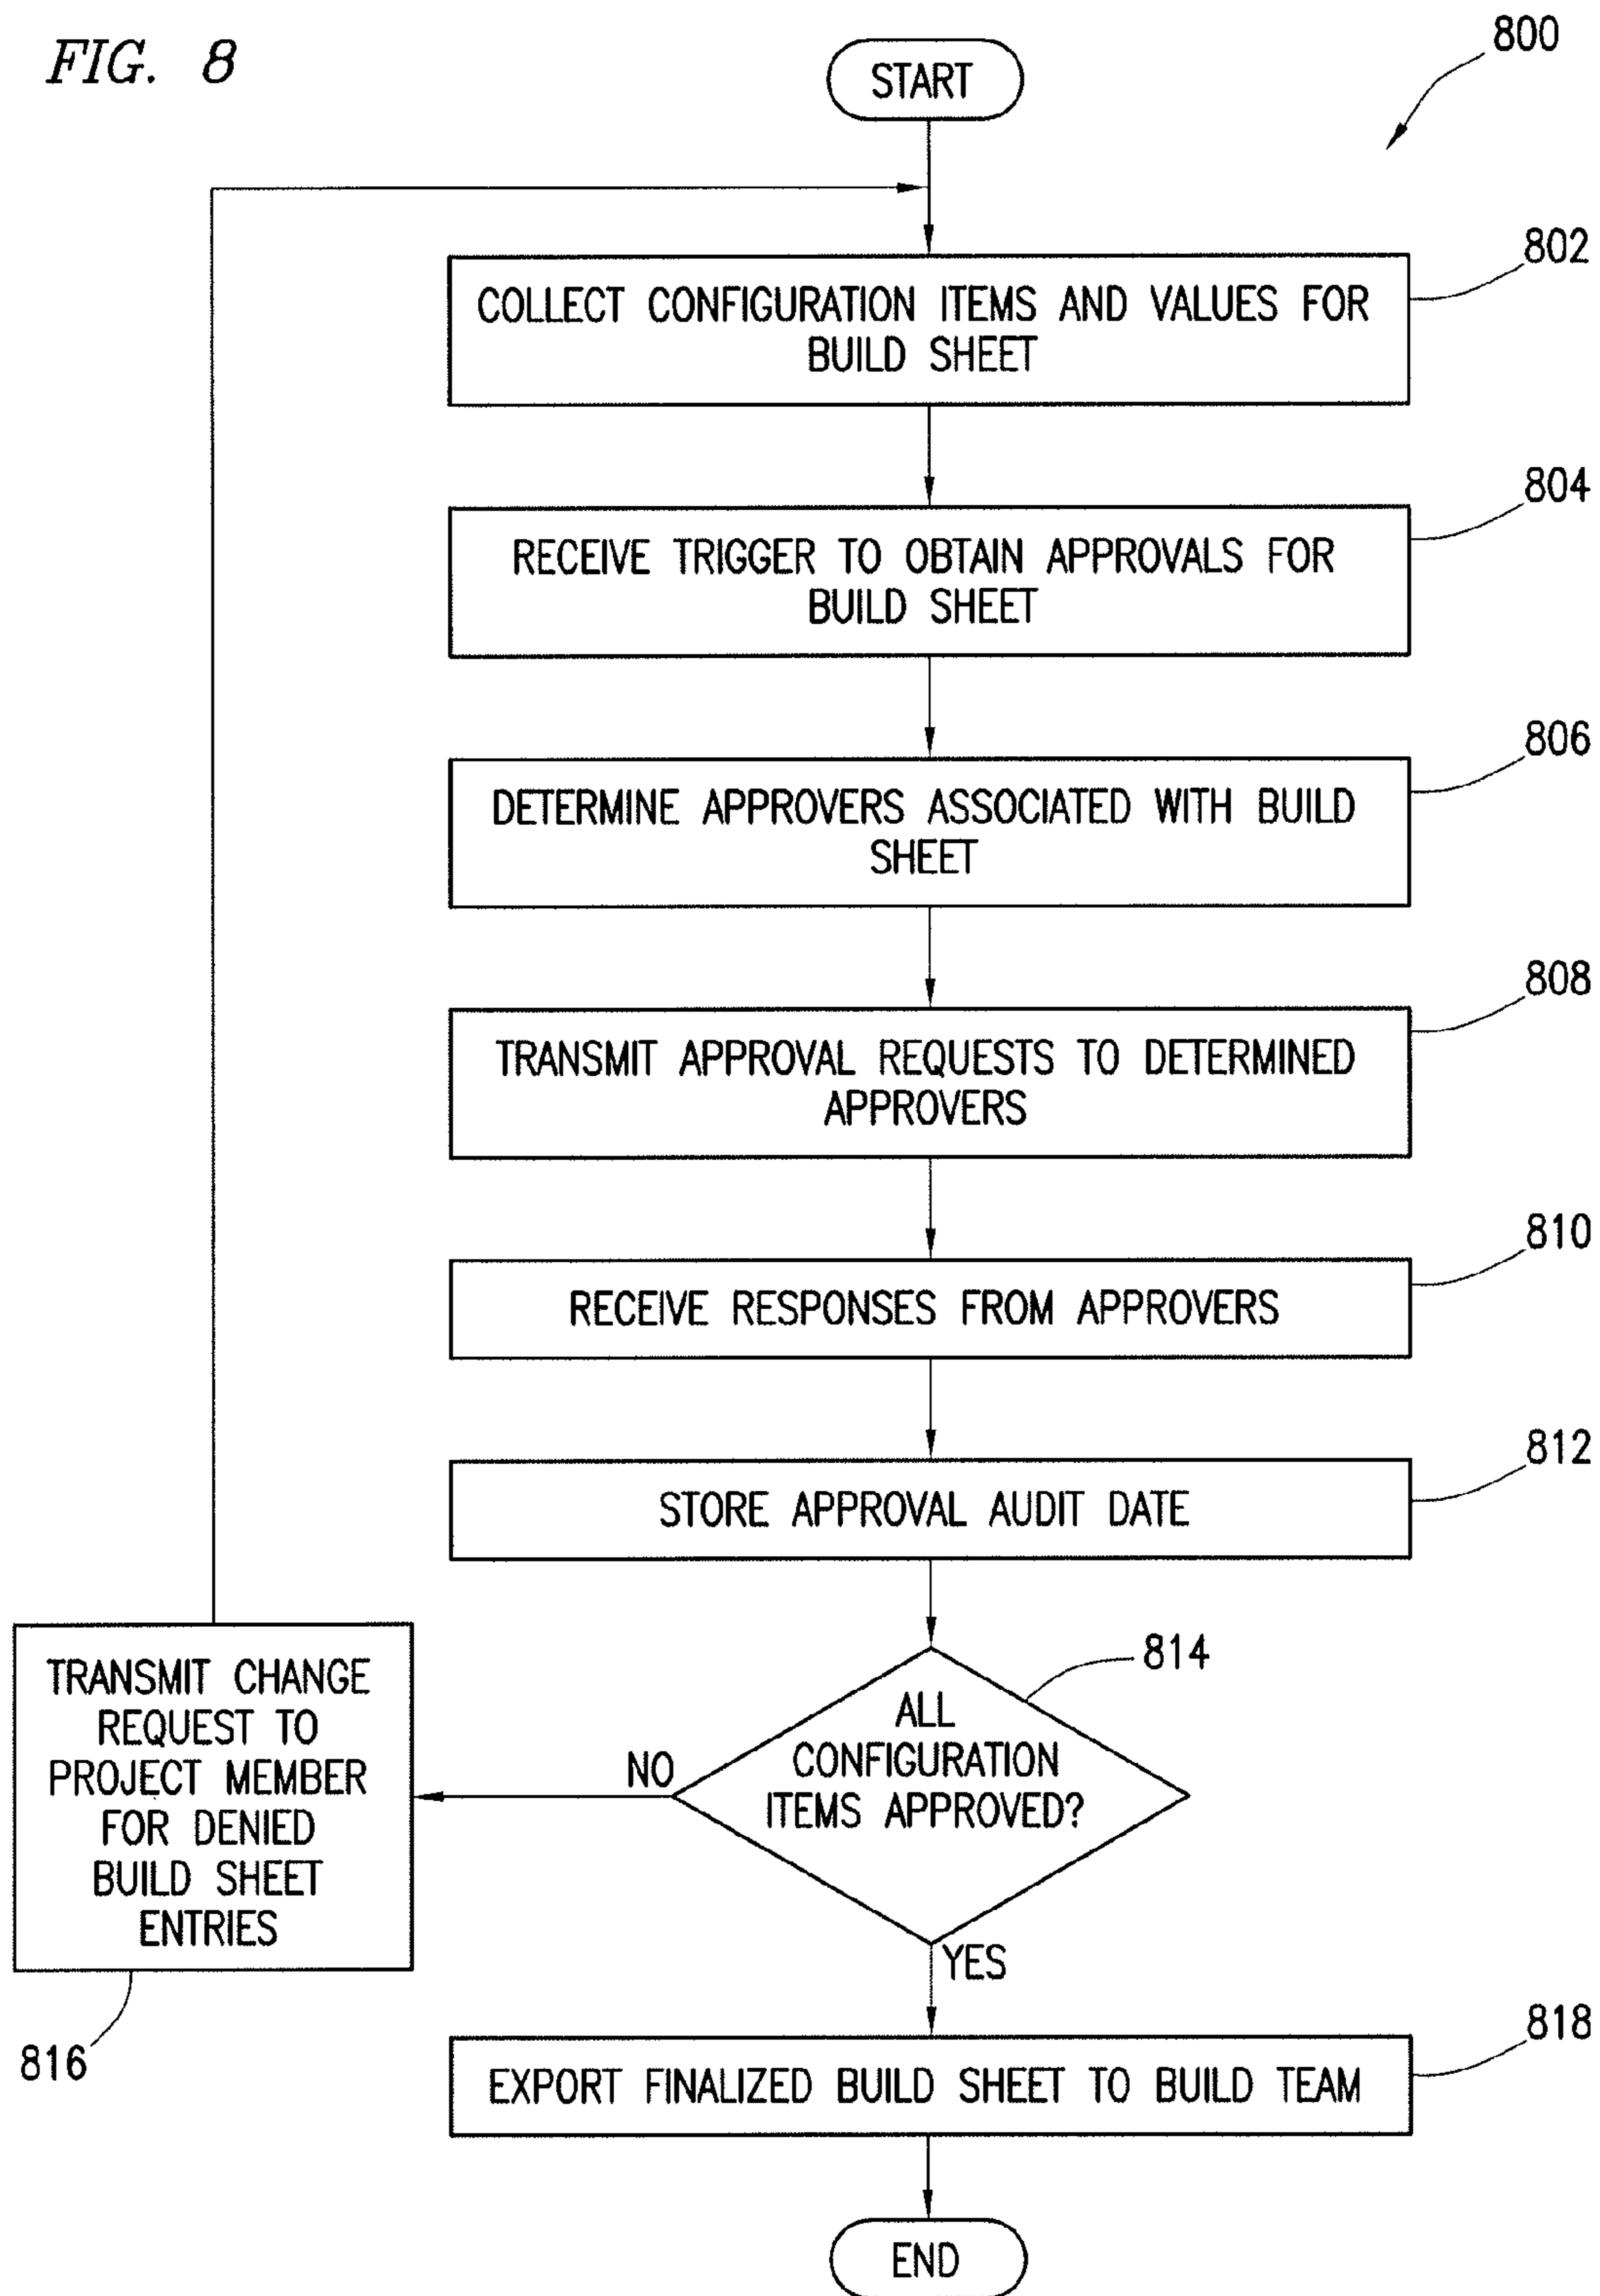 FIG. 8
800
START
802
COLLECT CONFIGURATION ITEMS AND VALUES FOR
BUILD SHEET
804
RECEIVE TRIGGER TO OBTAIN APPROVALS FOR
BUILD SHEET
806
DETERMINE APPROVERS ASSOCIATED WITH BUILD
SHEET
808
TRANSMIT APPROVAL REQUESTS TO DETERMINED
APPROVERS
810
RECEIVE RESPONSES FROM APPROVERS
812
STORE APPROVAL AUDIT DATE
814
ALL
CONFIGURATION
ITEMS APPROVED?
NO
TRANSMIT CHANGE
REQUEST TO
PROJECT MEMBER
FOR DENIED
BUILD SHEET
ENTRIES
816
YES
818
EXPORT FINALIZED BUILD SHEET TO BUILD TEAM
END